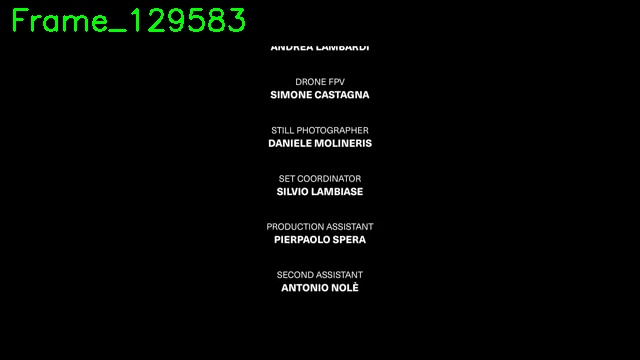 Frame_129583
ANDREA LAMBARDI
DRONE FPV
SIMONE CASTAGNA
STILL PHOTOGRAPHER
DANIELE MOLINERIS
SET COORDINATOR
SILVIO LAMBIASE
PRODUCTION ASSISTANT
PIERPAOLO SPERA
SECOND ASSISTANT
ANTONIO NOLÈ